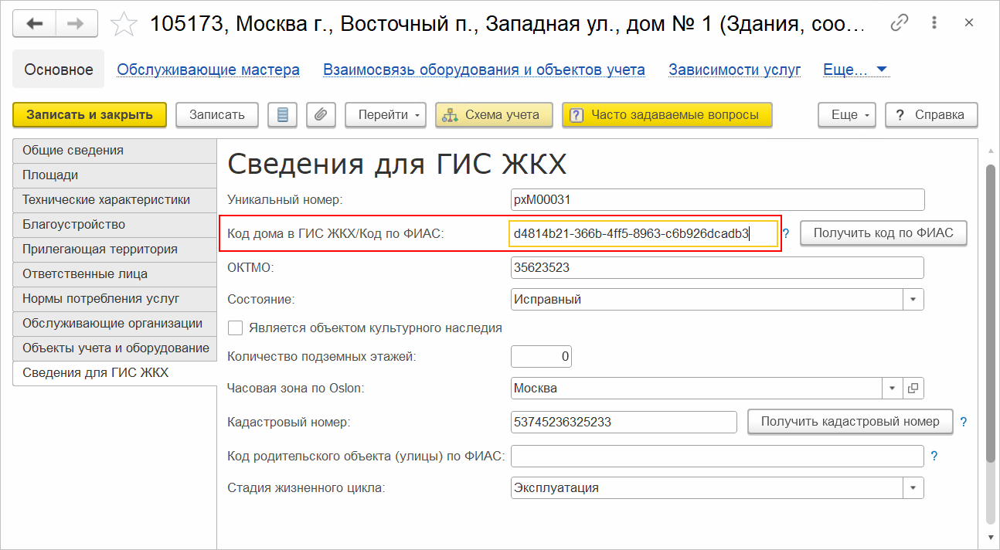 105173, Москва г., Восточный п., Западная ул., дом № 1 (Здания, соо...
Основное Обслуживающие мастера Взаимосвязь оборудования и объектов учета Зависимости услуг Еще...
Записать и закрыть Записать Перейти Схема учета ? Часто задаваемые вопросы Еще ? Справка
Общие сведения
Площади
Технические характеристики
Благоустройство
Прилегающая территория
Ответственные лица
Нормы потребления услуг
Обслуживающие организации
Объекты учета и оборудование
Сведения для ГИС ЖКХ
Сведения для ГИС ЖКХ
Уникальный номер: рхМ00031
Код дома в ГИС ЖКХ/Код по ФИАС: d4814b21-366b-4ff5-8963-c6b926dcadb3 ? Получить код по ФИАС
ОКТМО: 35623523
Состояние: Исправный
Является объектом культурного наследия
Количество подземных этажей: 0
Часовая зона по Oslon: Москва
Кадастровый номер: 53745236325233 Получить кадастровый номер ?
Код родительского объекта (улицы) по ФИАС: ?
Стадия жизненного цикла: Эксплуатация